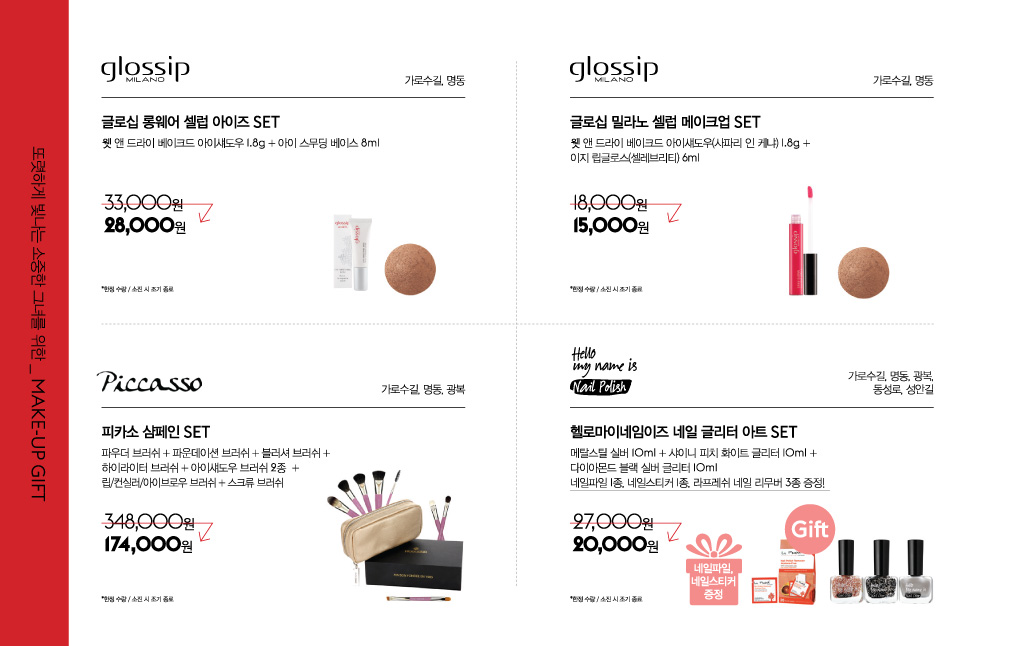 또렷하게 빛나는 소중한 그녀를 위한 _ MAKE-UP GIFT
glossip
MILANO
가로수길, 명동
글로십 롱웨어 셀럽 아이즈 SET
웻 앤 드라이 베이크드 아이섀도우 1.8g + 아이 스무딩 베이스 8ml
33,000원
28,000원
glossip
*한정 수량 / 소진 시 조기 종료
glossip
MILANO
가로수길, 명동
글로십 밀라노 셀럽 메이크업 SET
웻 앤 드라이 베이크드 아이섀도우(사파리 인 케냐) 1.8g +
이지 립글로스(셀레브리티) 6ml
18,000원
15,000원
glossip
*한정 수량 / 소진 시 조기 종료
Piccasso
가로수길, 명동, 광복
피카소 샴페인 SET
파우더 브러쉬 + 파운데이션 브러쉬 + 블러셔 브러쉬 +
하이라이터 브러쉬 + 아이섀도우 브러쉬 2종 +
립/컨실러/아이브로우 브러쉬 + 스크류 브러쉬
348,000원
174,000원
*한정 수량 / 소진 시 조기 종료
Hello
my name is
Nail Polish
가로수길, 명동, 광복,
동성로, 성안길
헬로마이네임이즈 네일 글리터 아트 SET
메탈스틸 실버 10ml + 샤이니 피치 화이트 글리터 10ml +
다이아몬드 블랙 실버 글리터 10ml
네일파일 1종, 네일스티커 1종, 라프레쉬 네일 리무버 3종 증정!
27,000원
20,000원
Gift
네일파일,
네일스티커
증정
*한정 수량 / 소진 시 조기 종료